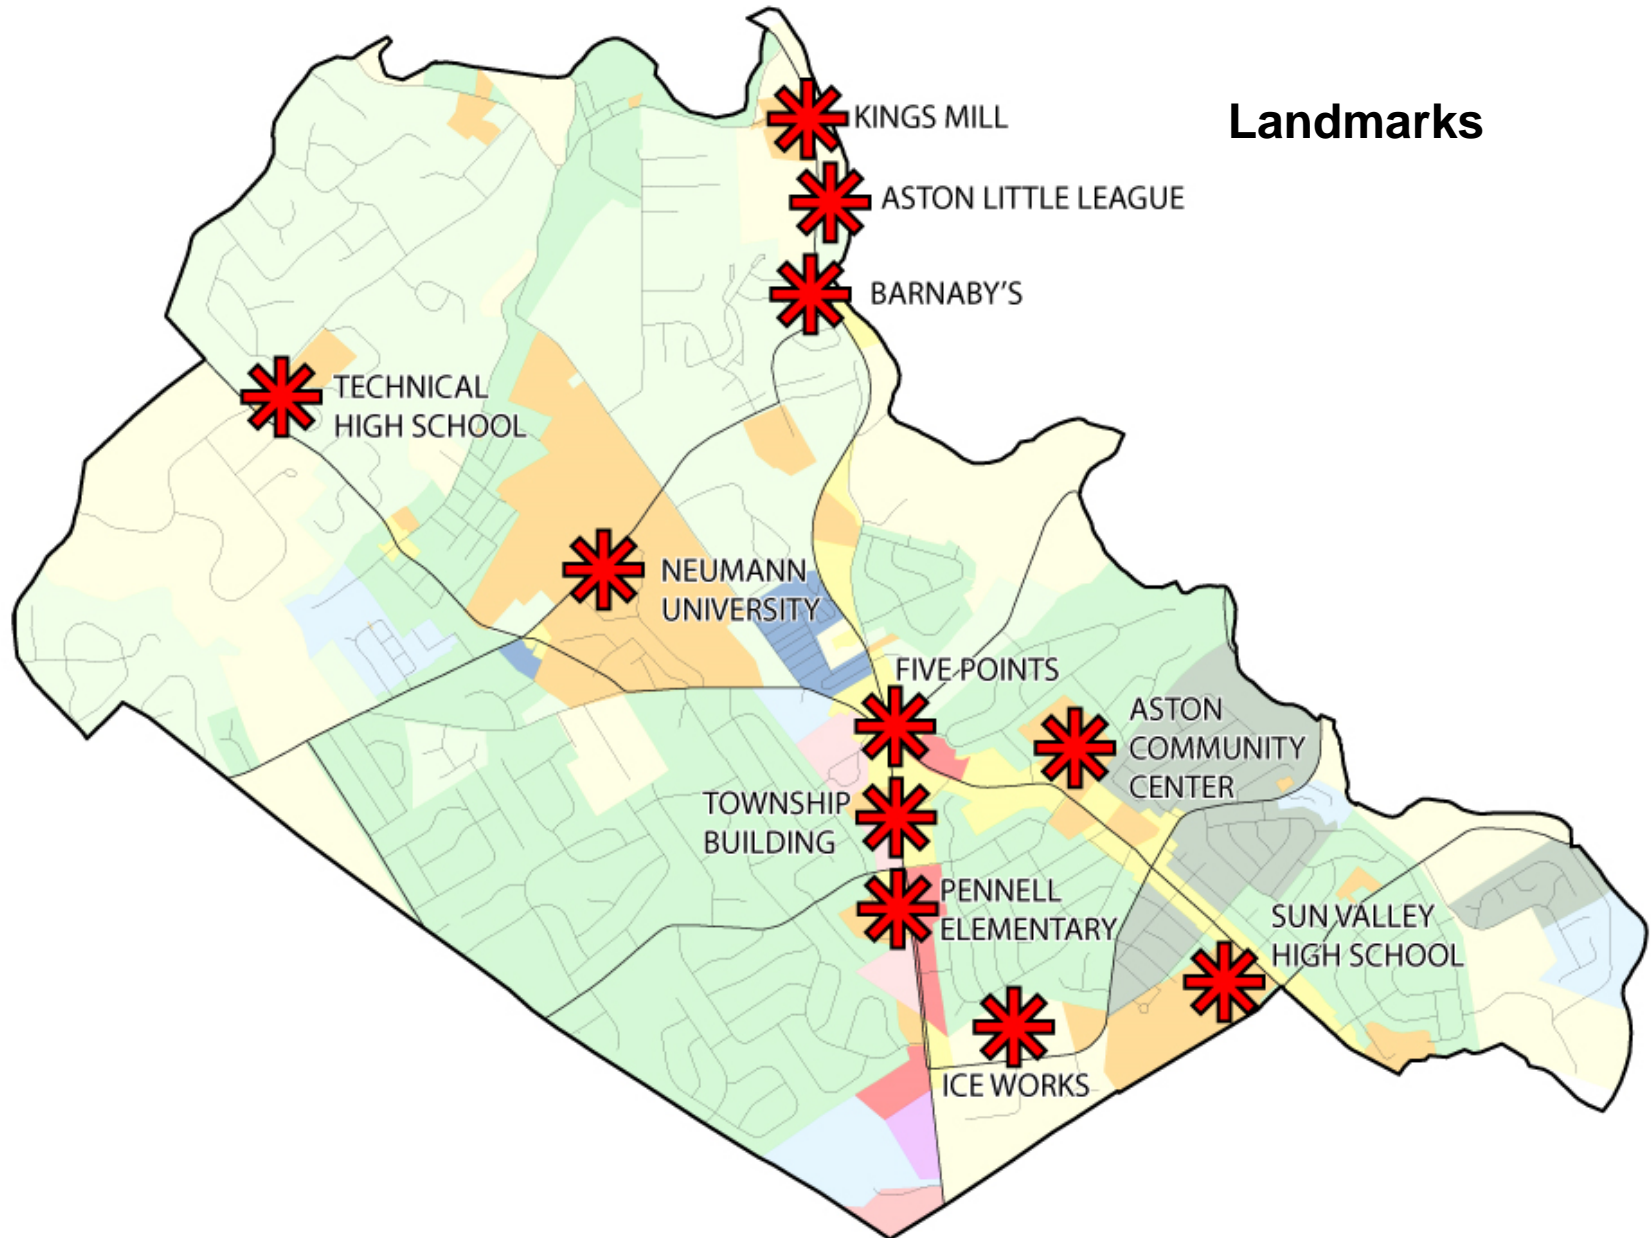 Landmarks
KINGS MILL
ASTON LITTLE LEAGUE
BARNABY'S
TECHNICAL
HIGH SCHOOL
NEUMANN
UNIVERSITY
FIVE POINTS
ASTON
COMMUNITY
CENTER
TOWNSHIP
BUILDING
PENNELL
ELEMENTARY
SUN VALLEY
HIGH SCHOOL
ICE WORKS